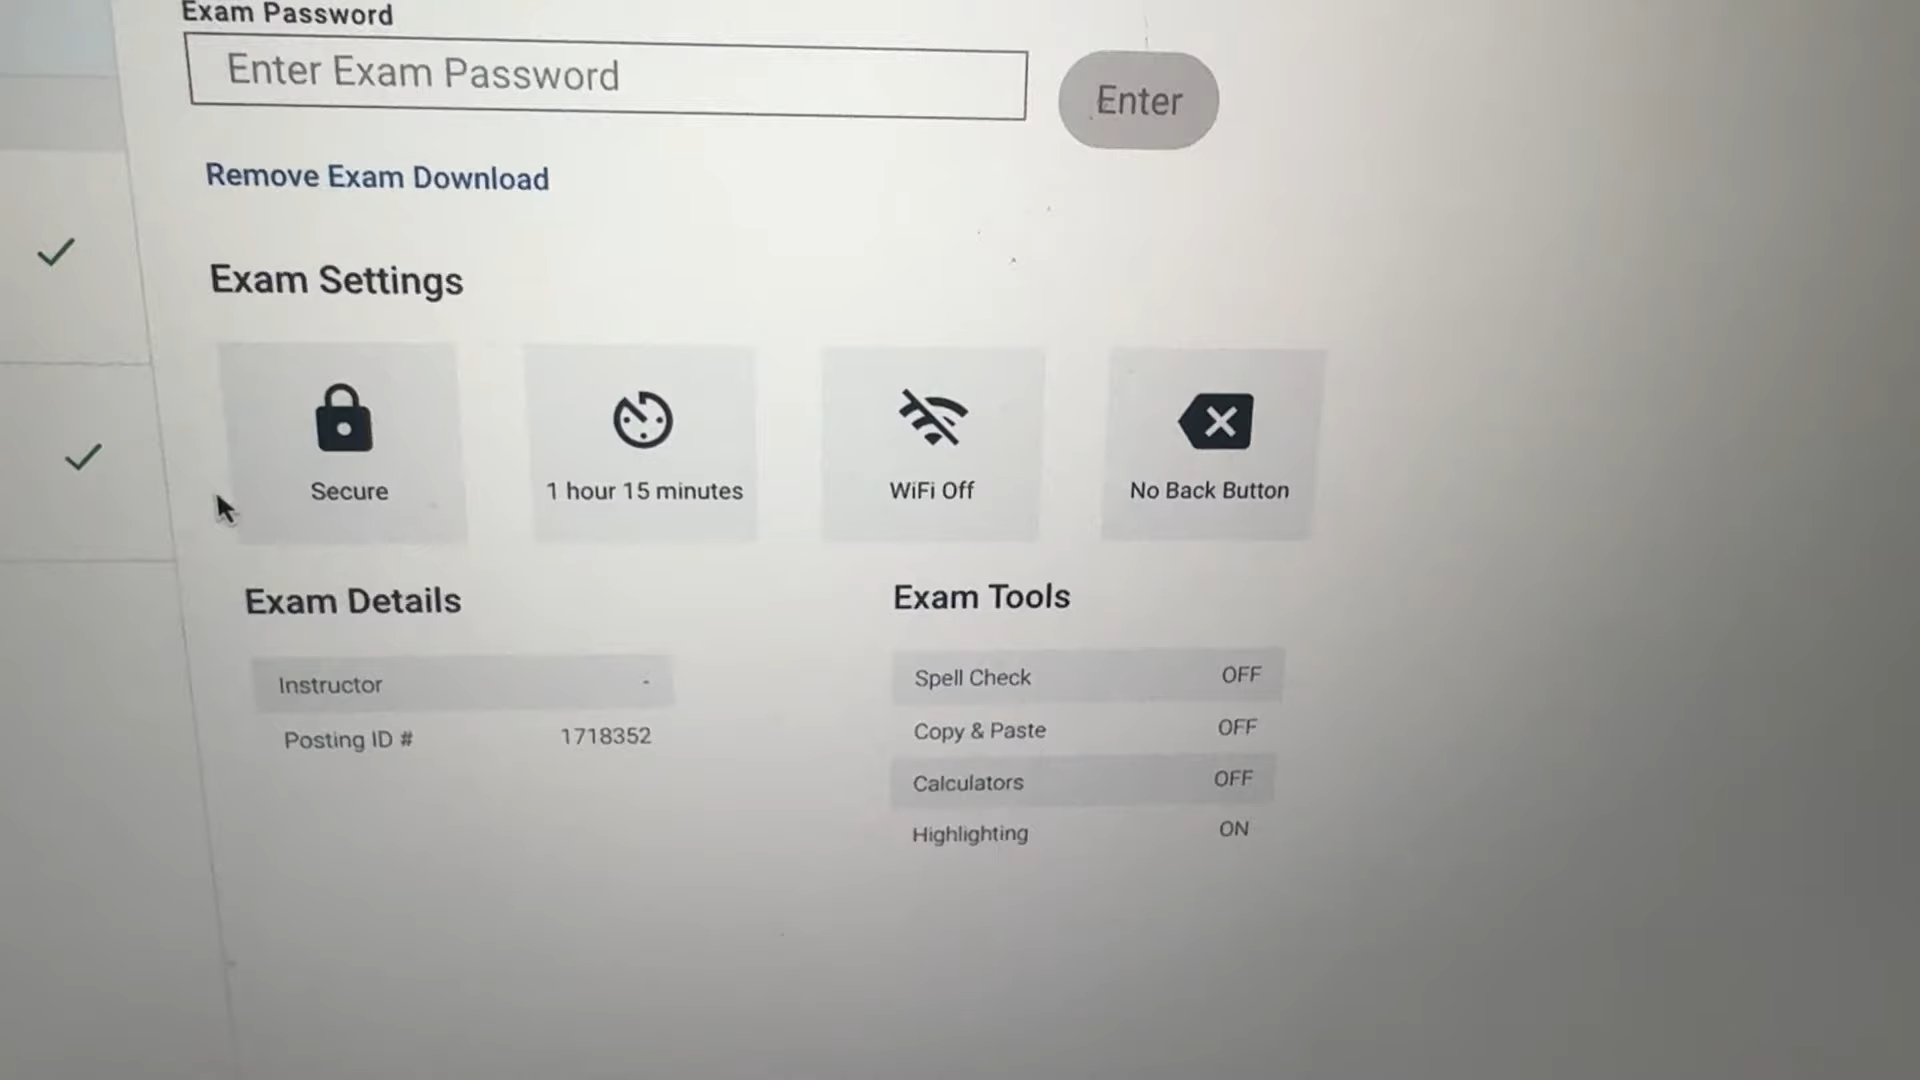 Exam Password
Enter Exam Password
Enter
Remove Exam Download
Exam Settings
Secure
1 hour 15 minutes
WiFi Off
No Back Button
Exam Details
Instructor -
Posting ID # 1718352
Exam Tools
Spell Check OFF
Copy & Paste OFF
Calculators OFF
Highlighting ON